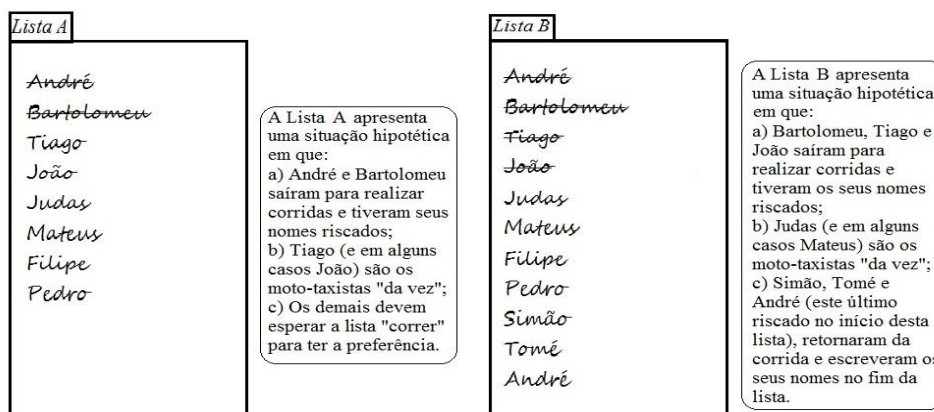 Lista A
André
Bartolomeu
Tiago
João
Judas
Mateus
Filipe
Pedro
A Lista A apresenta
uma situação hipotética
em que:
a) André e Bartolomeu
saíram para realizar
corridas e tiveram seus
nomes riscados;
b) Tiago (e em alguns
casos João) são os
moto-taxistas "da vez";
c) Os demais devem
esperar a lista "correr"
para ter a preferência.
Lista B
André
Bartolomeu
Tiago
João
Judas
Mateus
Filipe
Pedro
Simão
Tomé
André
A Lista B apresenta
uma situação hipotética
em que:
a) Bartolomeu, Tiago e
João saíram para
realizar corridas e
tiveram os seus nomes
riscados;
b) Judas (e em alguns
casos Mateus) são os
moto-taxistas "da vez";
c) Simão, Tomé e
André (este último
riscado no início desta
lista), retornaram da
corrida e escreveram os
seus nomes no fim da
lista.